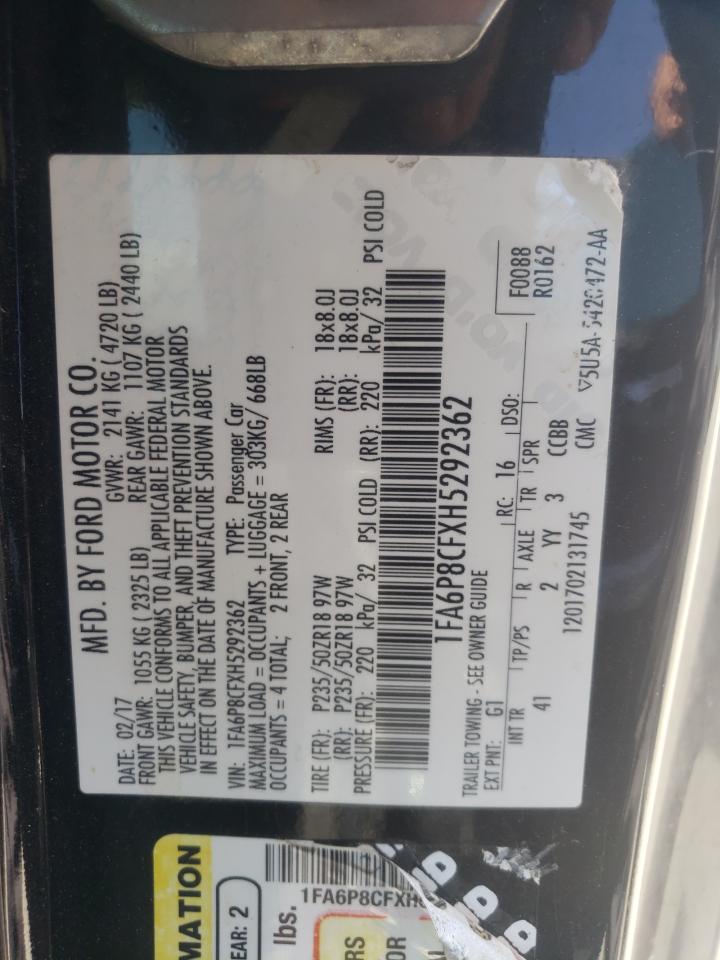 MFD. BY FORD MOTOR CO.
DATE: 02/17 GVWR: 2141 KG ( 4720 LB)
FRONT GAWR: 1055 KG ( 2325 LB) REAR GAWR: 1107 KG ( 2440 LB)
THIS VEHICLE CONFORMS TO ALL APPLICABLE FEDERAL MOTOR
VEHICLE SAFETY, BUMPER, AND THEFT PREVENTION STANDARDS
IN EFFECT ON THE DATE OF MANUFACTURE SHOWN ABOVE.
VIN: 1FA6P8CFXH5292362 TYPE: Passenger Car
MAXIMUM LOAD = OCCUPANTS + LUGGAGE = 303KG/ 668LB
OCCUPANTS = 4 TOTAL; 2 FRONT, 2 REAR
TIRE (FR): P235/50ZR18 97W RIMS (FR): 18x8.0J
(RR): P235/50ZR18 97W (RR): 18x8.0J
PRESSURE (FR): 220 kPa/ 32 PSI COLD (RR): 220 kPa/ 32 PSI COLD
1FA6P8CFXH5292362
TRAILER TOWING - SEE OWNER GUIDE F0088
EXT PNT: G1 RC: 16 DSO: R0162
INT TR TP/PS R AXLE TR SPR
41 2 YY 3 CCBB
1201702131745 CMC
MATION
EAR: 2
lbs.
1FA6P8CFXH
RS
OR